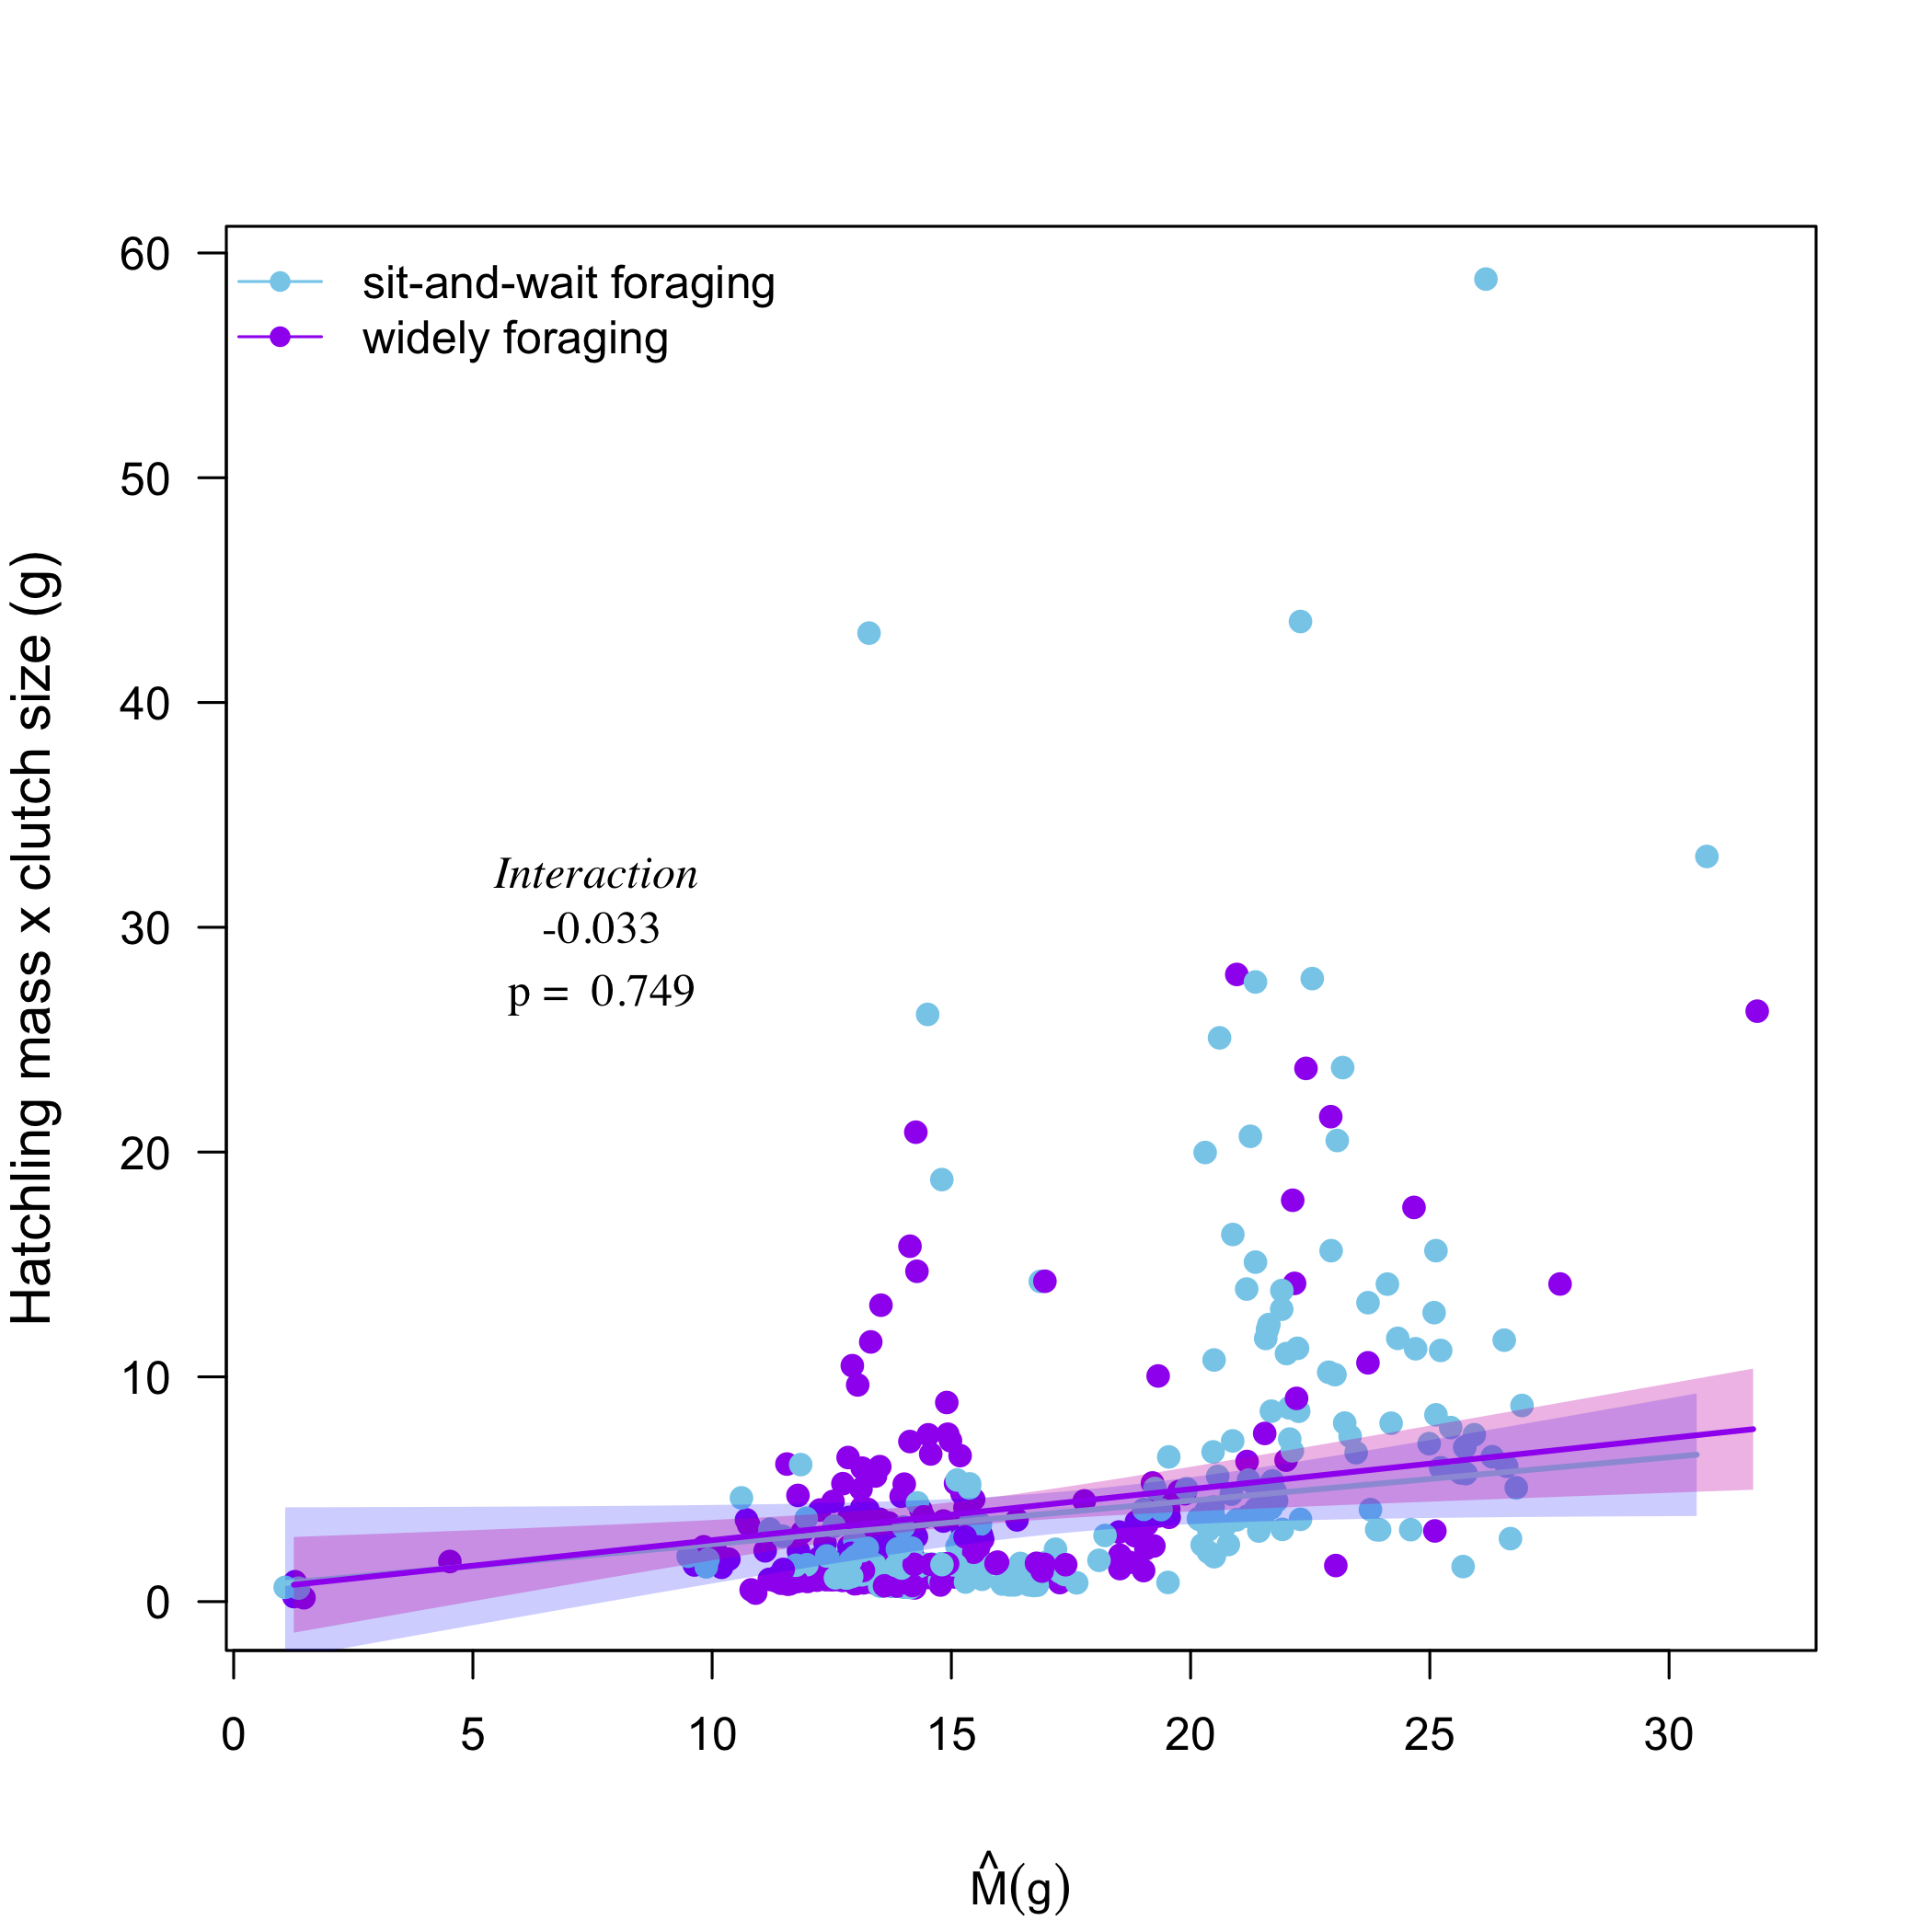 sit-and-wait foraging
widely foraging
Interaction
-0.033
p = 0.749
Hatchling mass x clutch size (g)
60
50
40
30
20
10
0
0 5 10 15 20 25 30
M̂(g)